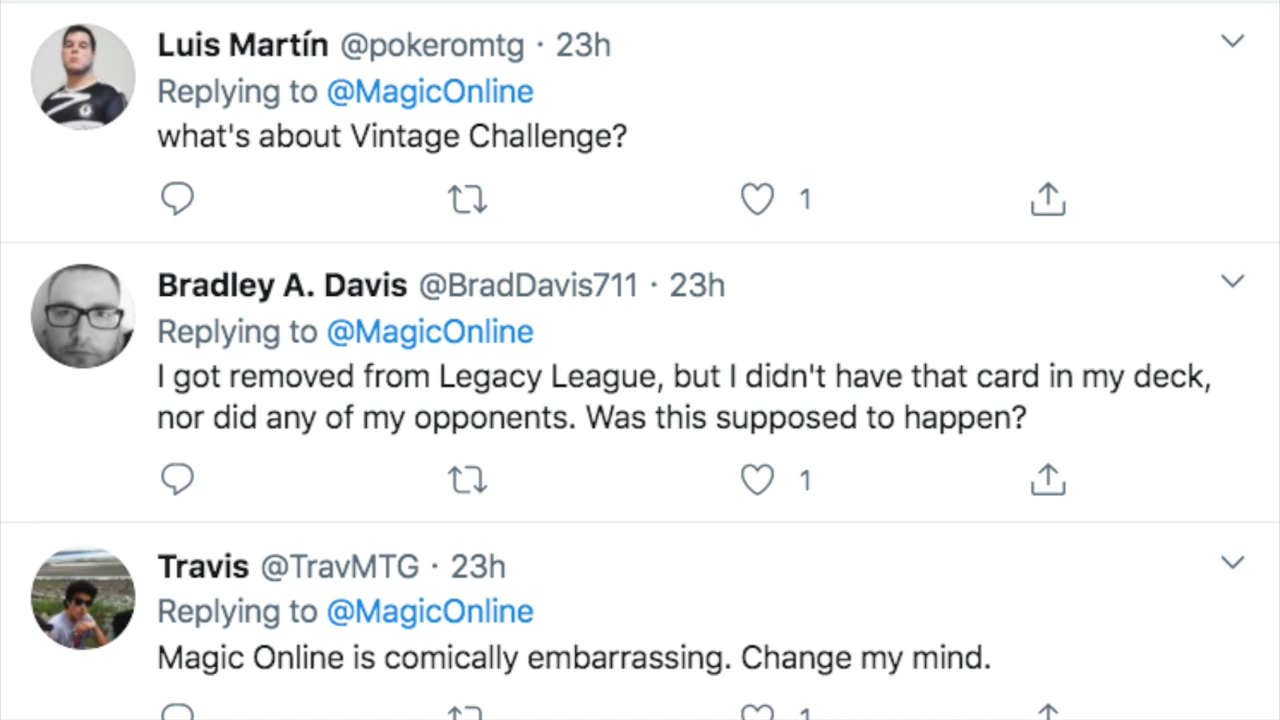 Luis Martín @pokeromtg · 23h
Replying to @MagicOnline
what's about Vintage Challenge?
1
Bradley A. Davis @BradDavis711 · 23h
Replying to @MagicOnline
I got removed from Legacy League, but I didn't have that card in my deck,
nor did any of my opponents. Was this supposed to happen?
1
Travis @TravMTG · 23h
Replying to @MagicOnline
Magic Online is comically embarrassing. Change my mind.
1